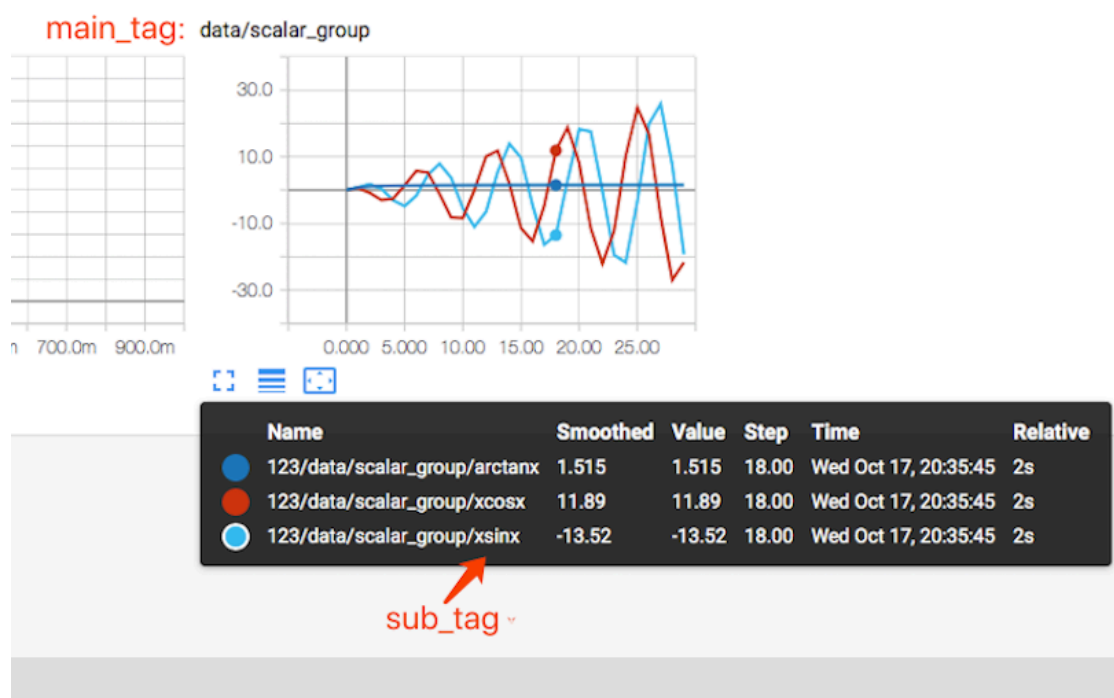 main_tag: data/scalar_group
30.0
10.0
-10.0
-30.0
700.0m 900.0m 0.000 5.000 10.00 15.00 20.00 25.00
Name Smoothed Value Step Time Relative
123/data/scalar_group/arctanx 1.515 1.515 18.00 Wed Oct 17, 20:35:45 2s
123/data/scalar_group/xcosx 11.89 11.89 18.00 Wed Oct 17, 20:35:45 2s
123/data/scalar_group/xsinx -13.52 -13.52 18.00 Wed Oct 17, 20:35:45 2s
sub_tag